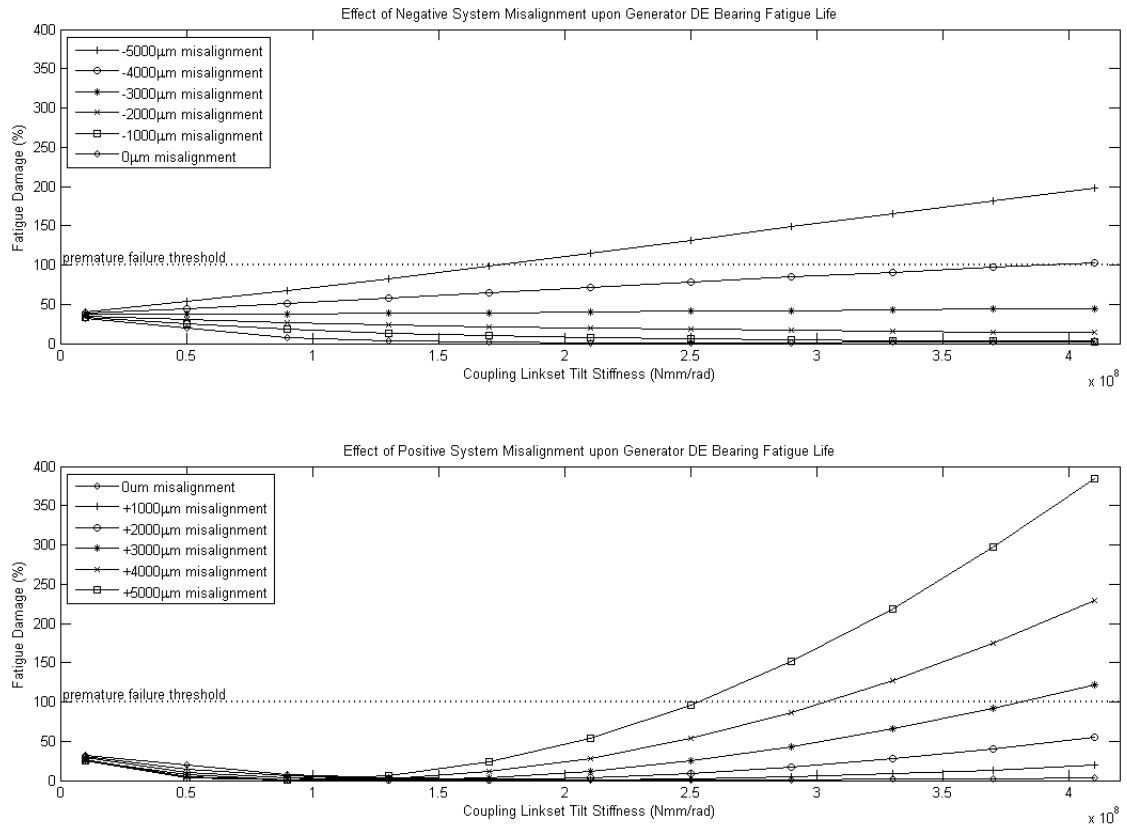 Effect of Negative System Misalignment upon Generator DE Bearing Fatigue Life
400
350
300
250
200
150
100
50
0
Fatigue Damage (%)
-5000μm misalignment
-4000μm misalignment
-3000μm misalignment
-2000μm misalignment
-1000μm misalignment
0μm misalignment
premature failure threshold
0 0.5 1 1.5 2 2.5 3 3.5 4
Coupling Linkset Tilt Stiffness (Nmm/rad)
x 10^8
Effect of Positive System Misalignment upon Generator DE Bearing Fatigue Life
400
350
300
250
200
150
100
50
0
Fatigue Damage (%)
0um misalignment
+1000μm misalignment
+2000μm misalignment
+3000μm misalignment
+4000μm misalignment
+5000μm misalignment
premature failure threshold
0 0.5 1 1.5 2 2.5 3 3.5 4
Coupling Linkset Tilt Stiffness (Nmm/rad)
x 10^8